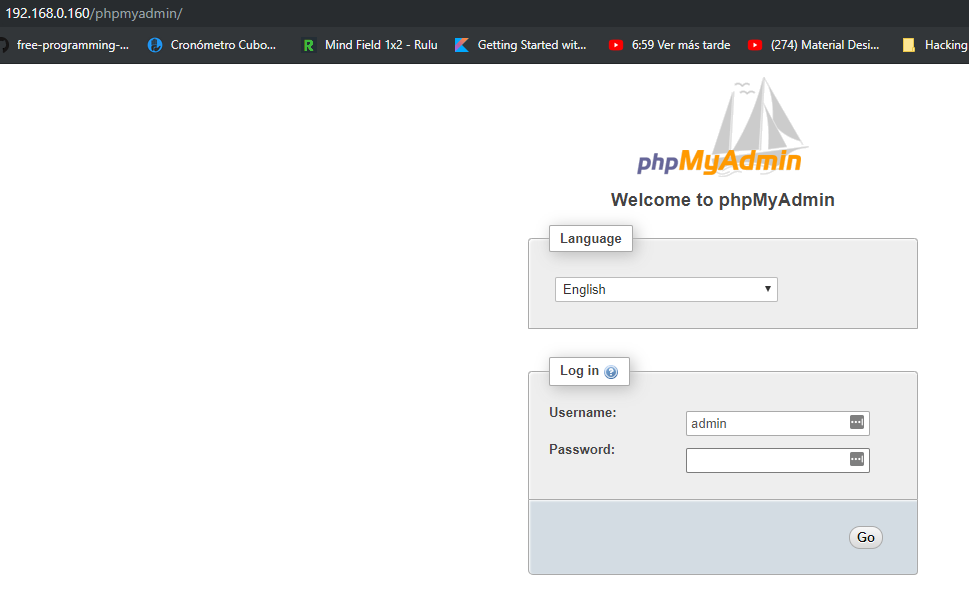 192.168.0.160/phpmyadmin/
free-programming-... Cronómetro Cubo... R Mind Field 1x2 - Rulu Getting Started wit... 6:59 Ver más tarde (274) Material Desi... Hacking
phpMyAdmin
Welcome to phpMyAdmin
Language
English
Log in
Username: admin
Password:
Go